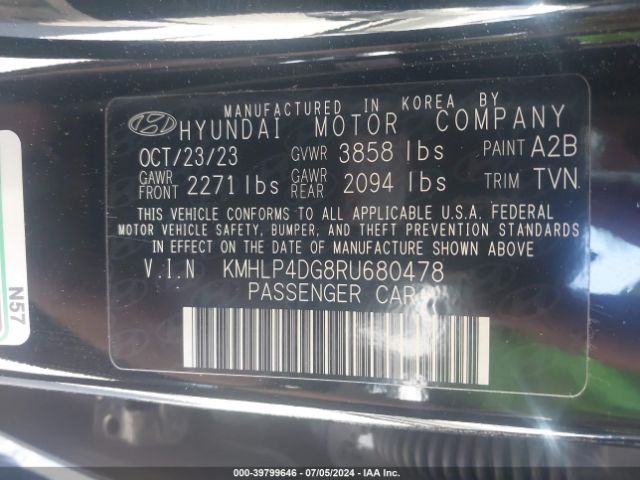 MANUFACTURED IN KOREA BY
HYUNDAI MOTOR COMPANY
OCT/23/23 GVWR 3858 lbs PAINT A2B
GAWR FRONT 2271 lbs GAWR REAR 2094 lbs TRIM TVN
THIS VEHICLE CONFORMS TO ALL APPLICABLE U.S.A. FEDERAL
MOTOR VEHICLE SAFETY, BUMPER, AND THEFT PREVENTION STANDARDS
IN EFFECT ON THE DATE OF MANUFACTURE SHOWN ABOVE
V.I.N KMHLP4DG8RU680478
PASSENGER CAR
N57
000-39799646 / 07/05/2024 / IAA Inc.